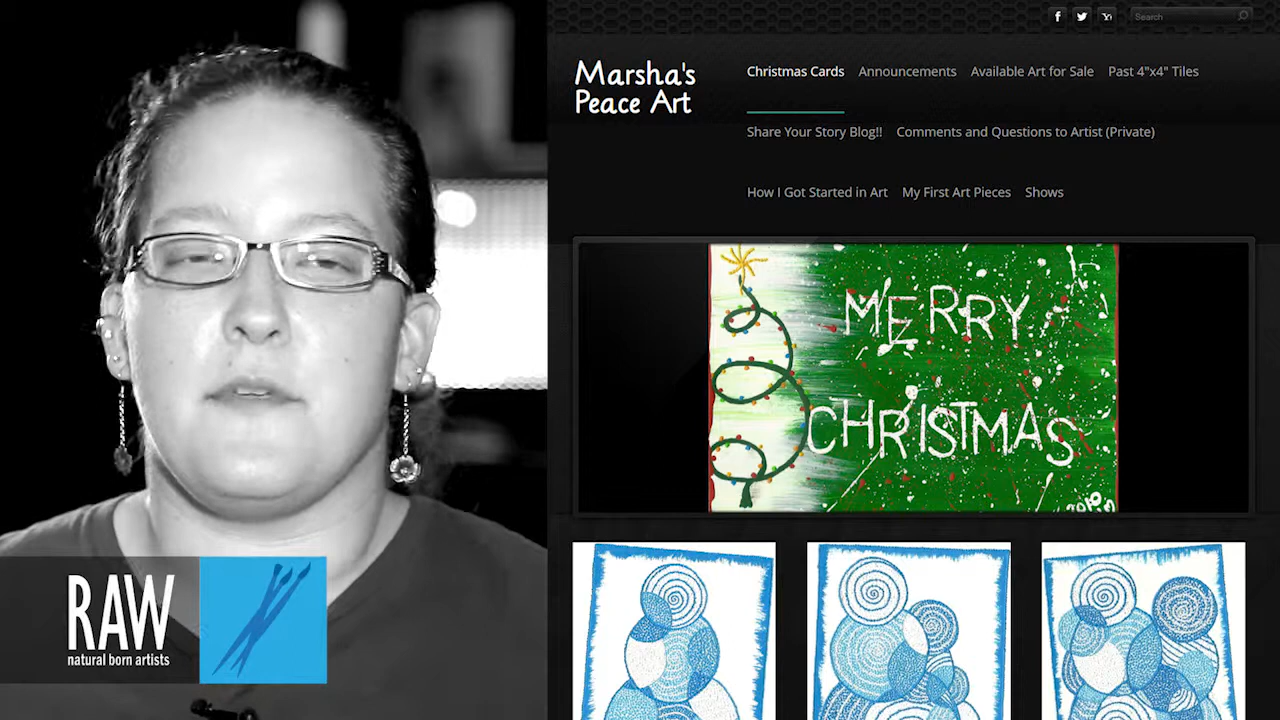 RAW
natural born artists
Search
Marsha's
Peace Art
Christmas Cards Announcements Available Art for Sale Past 4"x4" Tiles
Share Your Story Blog!! Comments and Questions to Artist (Private)
How I Got Started in Art My First Art Pieces Shows
MERRY
CHRISTMAS